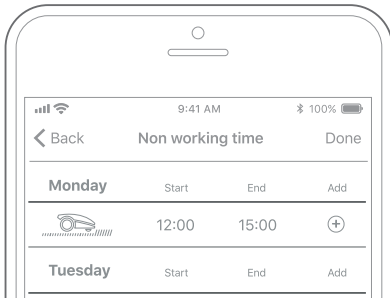 9:41 AM 100%
Back Non working time Done
Monday Start End Add
12:00 15:00
Tuesday Start End Add